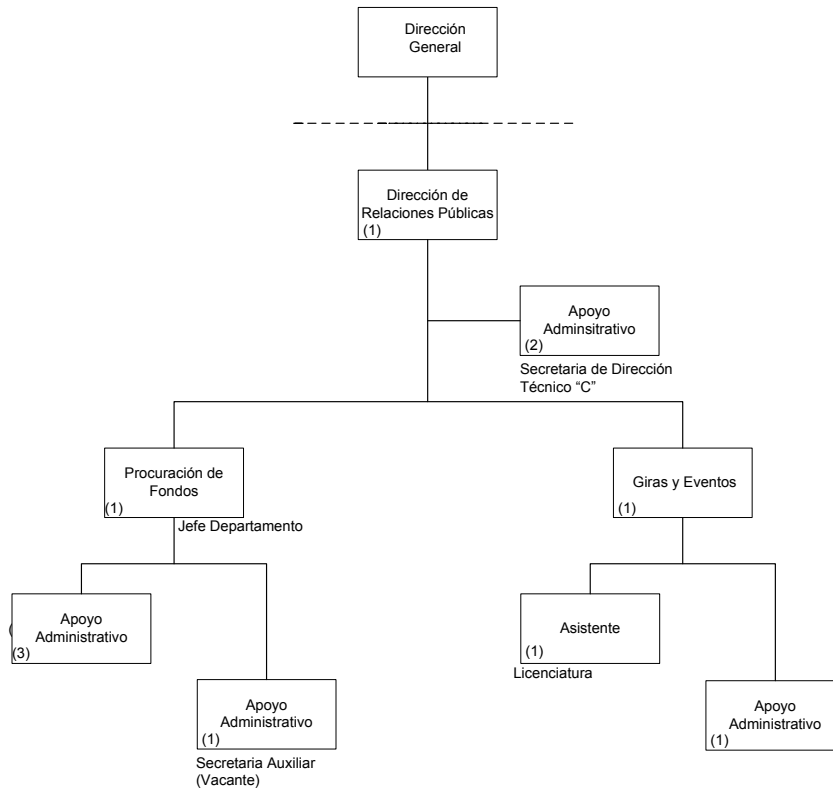 Dirección
General
Dirección de
Relaciones Públicas
(1)
Apoyo
Adminsitrativo
(2)
Secretaria de Dirección
Técnico “C”
Procuración de
Fondos
(1)
Jefe Departamento
Giras y Eventos
(1)
Apoyo
Administrativo
(3)
Apoyo
Administrativo
(1)
Secretaria Auxiliar
(Vacante)
Asistente
(1)
Licenciatura
Apoyo
Administrativo
(1)